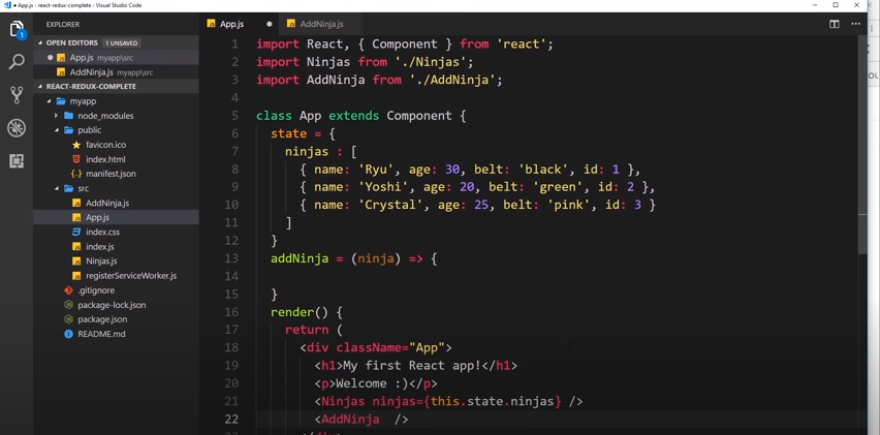 App.js - react-redux-complete - Visual Studio Code
EXPLORER
OPEN EDITORS 1 UNSAVED
App.js myapp\src
AddNinja.js myapp\src
REACT-REDUX-COMPLETE
myapp
node_modules
public
favicon.ico
index.html
manifest.json
src
AddNinja.js
App.js
index.css
index.js
Ninjas.js
registerServiceWorker.js
.gitignore
package-lock.json
package.json
README.md
App.js AddNinja.js
1 import React, { Component } from 'react';
2 import Ninjas from './Ninjas';
3 import AddNinja from './AddNinja';
4
5 class App extends Component {
6 state = {
7 ninjas : [
8 { name: 'Ryu', age: 30, belt: 'black', id: 1 },
9 { name: 'Yoshi', age: 20, belt: 'green', id: 2 },
10 { name: 'Crystal', age: 25, belt: 'pink', id: 3 }
11 ]
12 }
13 addNinja = (ninja) => {
14
15 }
16 render() {
17 return (
18 <div className="App">
19 <h1>My first React app!</h1>
20 <p>Welcome :)</p>
21 <Ninjas ninjas={this.state.ninjas} />
22 <AddNinja />